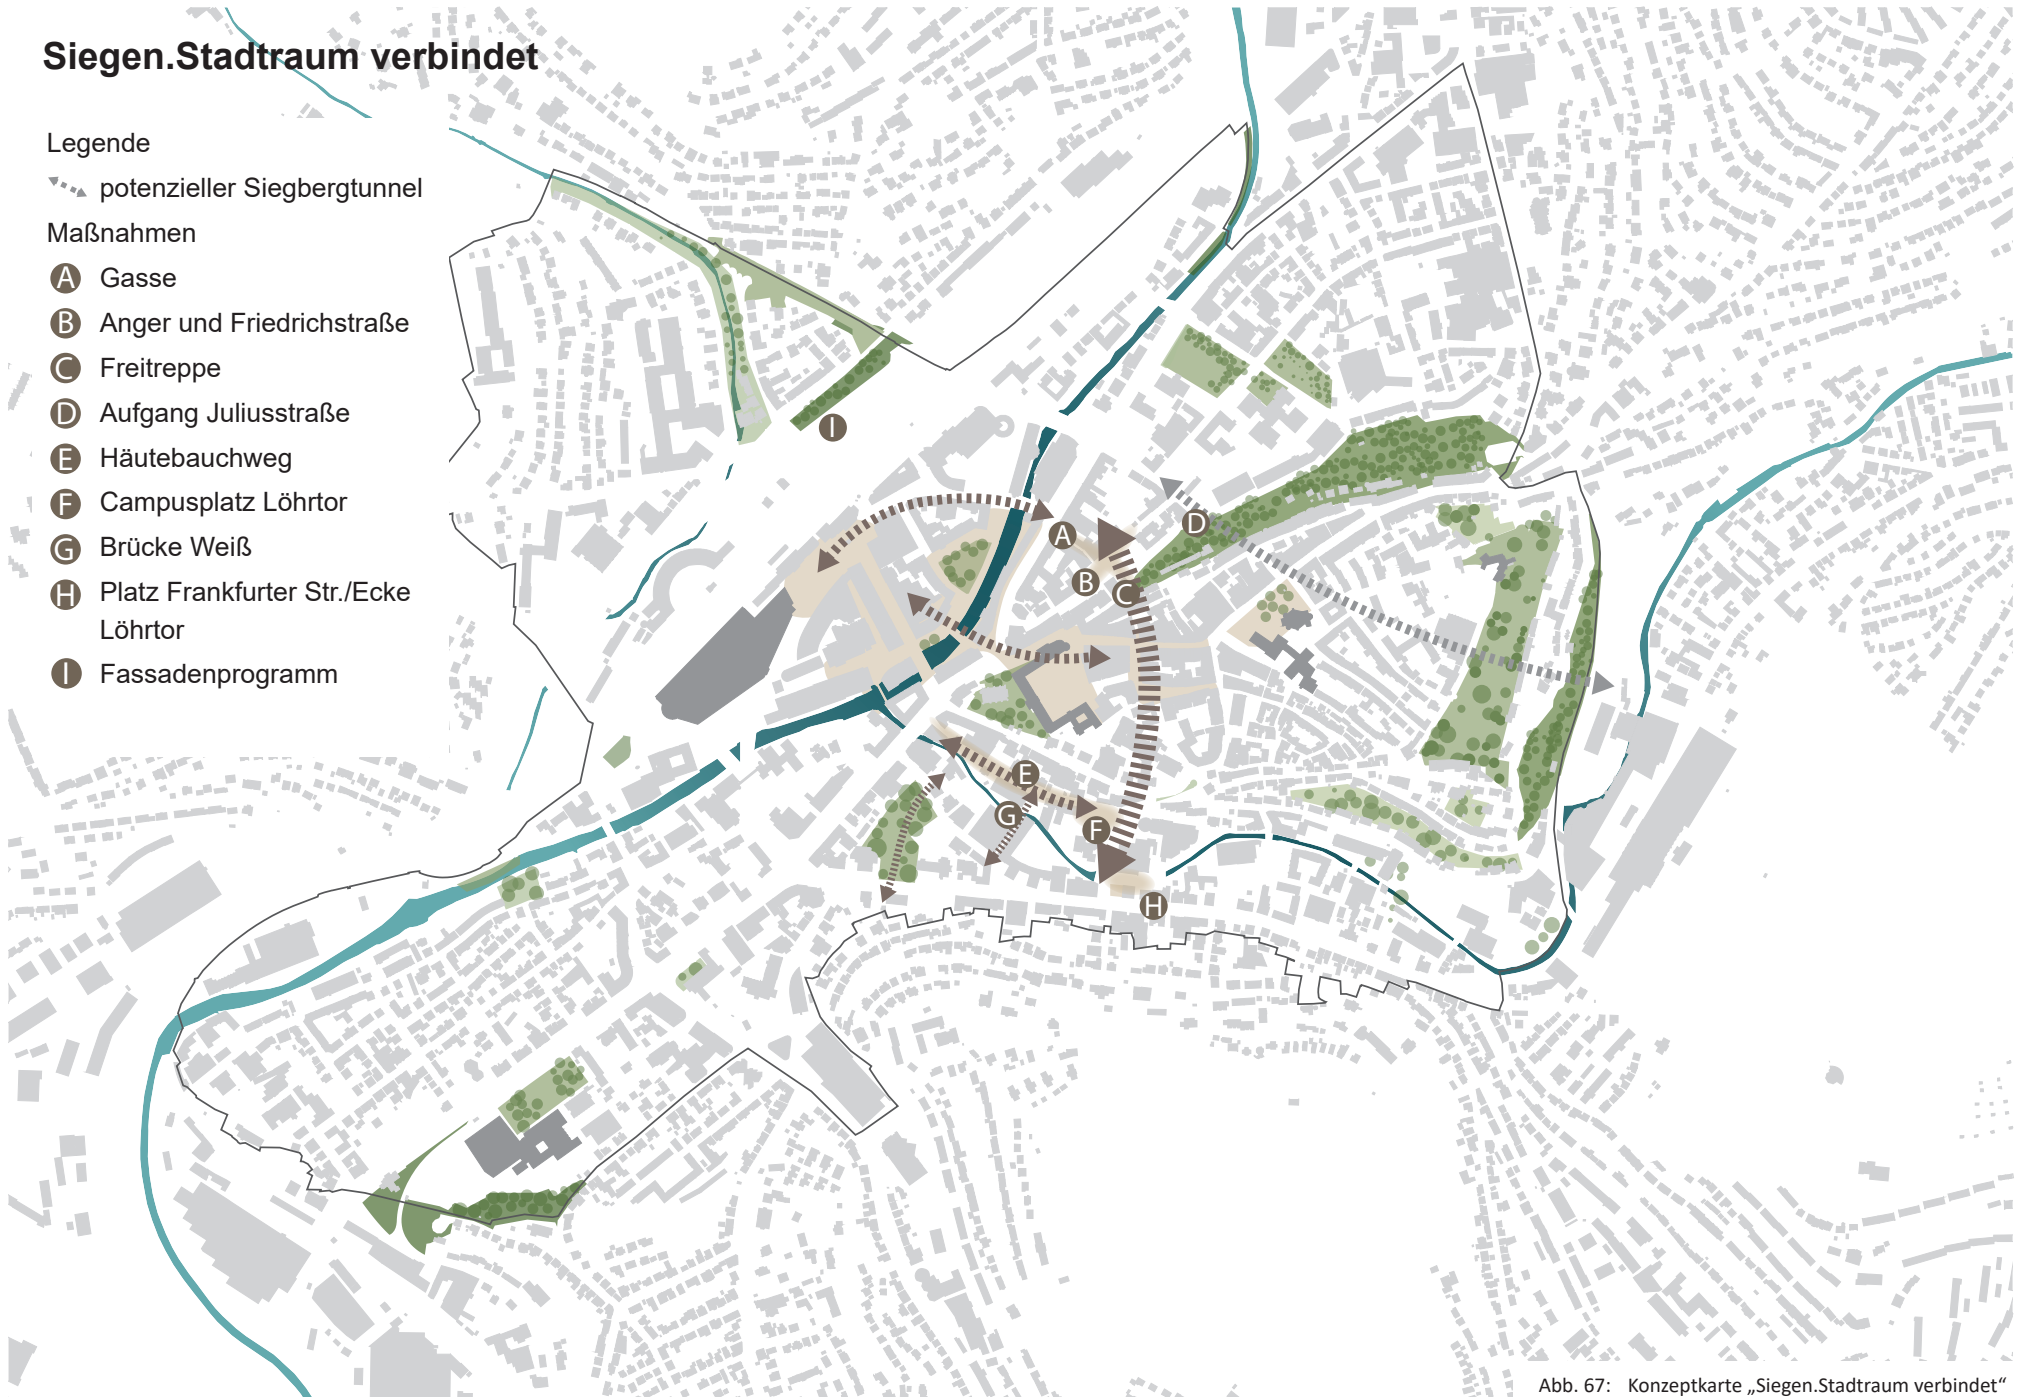 Siegen.Stadtraum verbindet
Legende
potenzieller Siegbergtunnel
Maßnahmen
A Gasse
B Anger und Friedrichstraße
C Freitreppe
D Aufgang Juliusstraße
E Häutebauchweg
F Campusplatz Löhrtor
G Brücke Weiß
H Platz Frankfurter Str./Ecke
Löhrtor
I Fassadenprogramm
I
A
D
B
C
E
G
F
H
Abb. 67: Konzeptkarte „Siegen.Stadtraum verbindet“